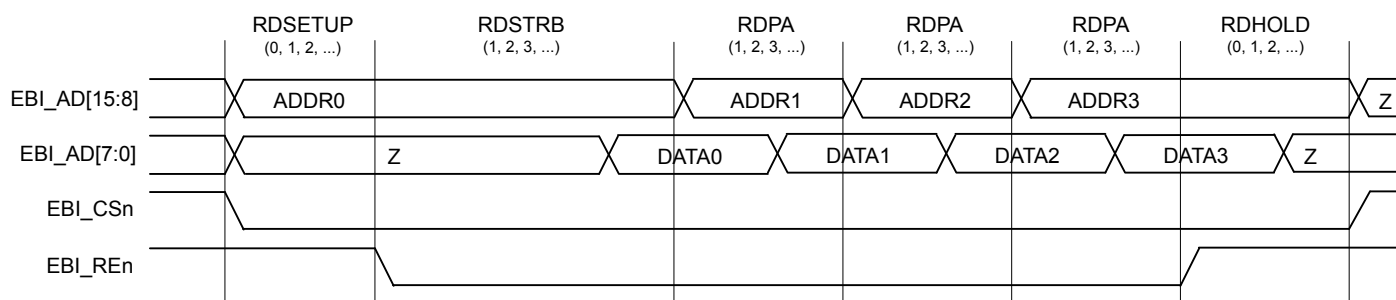 RDSETUP RDSTRB RDPA RDPA RDPA RDHOLD
(0, 1, 2, ...) (1, 2, 3, ...) (1, 2, 3, ...) (1, 2, 3, ...) (1, 2, 3, ...) (0, 1, 2, ...)
EBI_AD[15:8] ADDR0 ADDR1 ADDR2 ADDR3 Z
EBI_AD[7:0] Z DATA0 DATA1 DATA2 DATA3 Z
EBI_CSn
EBI_REn